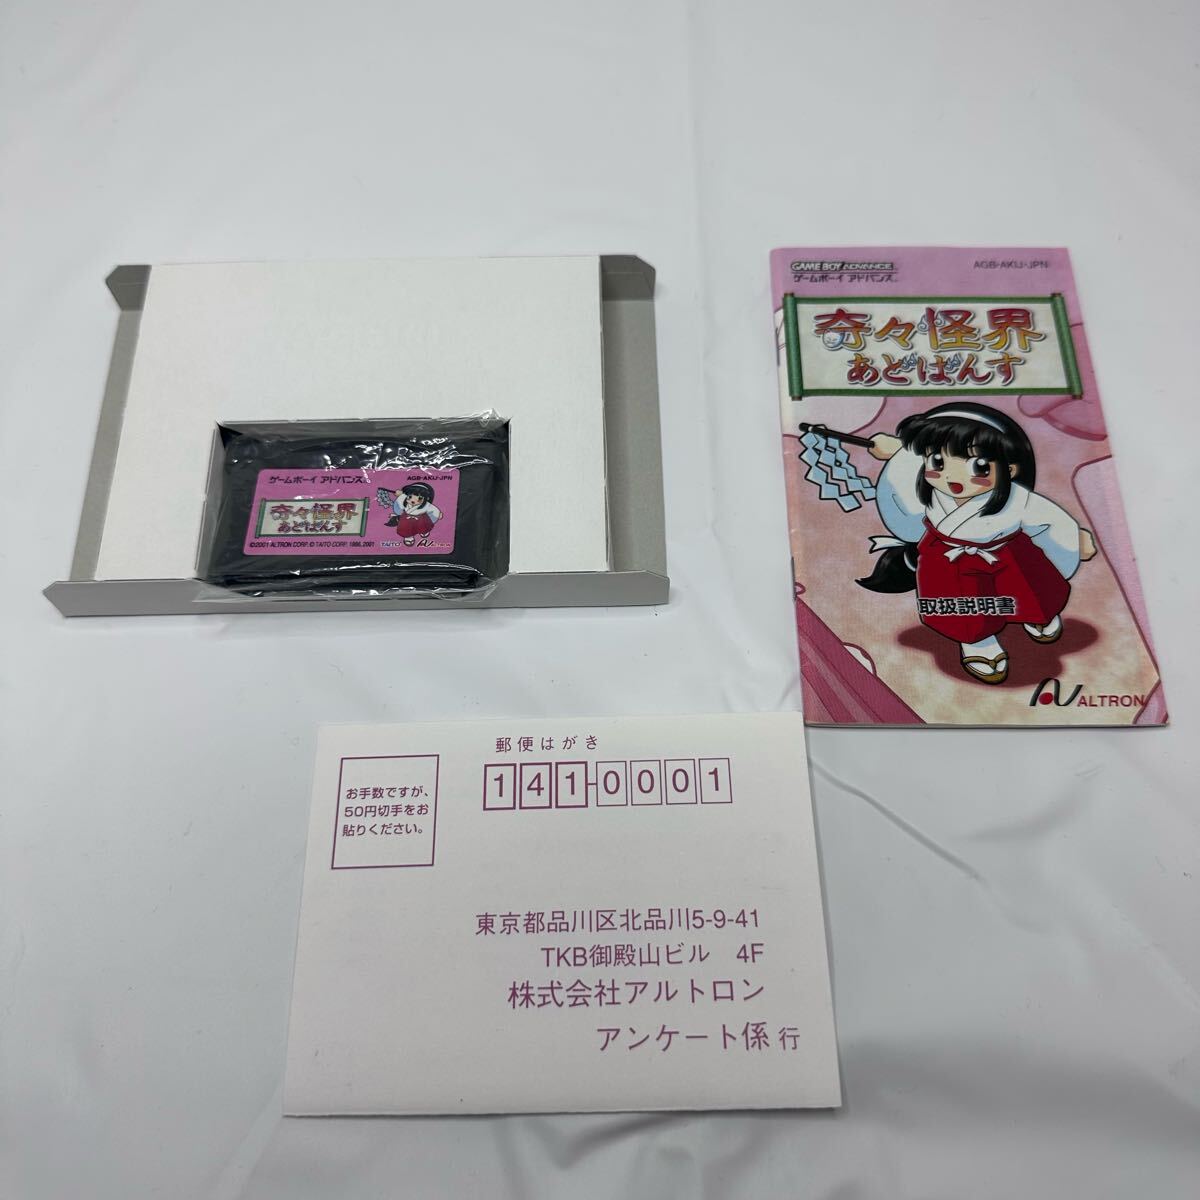 ゲームボーイ アドバンス
AGB-AKIJ-JPN
奇々怪界
あどばんす
©2001 ALTRON CORP. © TAITO CORP. 1986, 2001
TAITO
ALTRON
GAME BOY ADVANCE
AGB-AKIJ-JPN
ゲームボーイ アドバンス
奇々怪界
あどばんす
取扱説明書
ALTRON
郵便はがき
141-0001
お手数ですが、
50円切手をお
貼りください。
東京都品川区北品川5-9-41
TKB御殿山ビル 4F
株式会社アルトロン
アンケート係 行